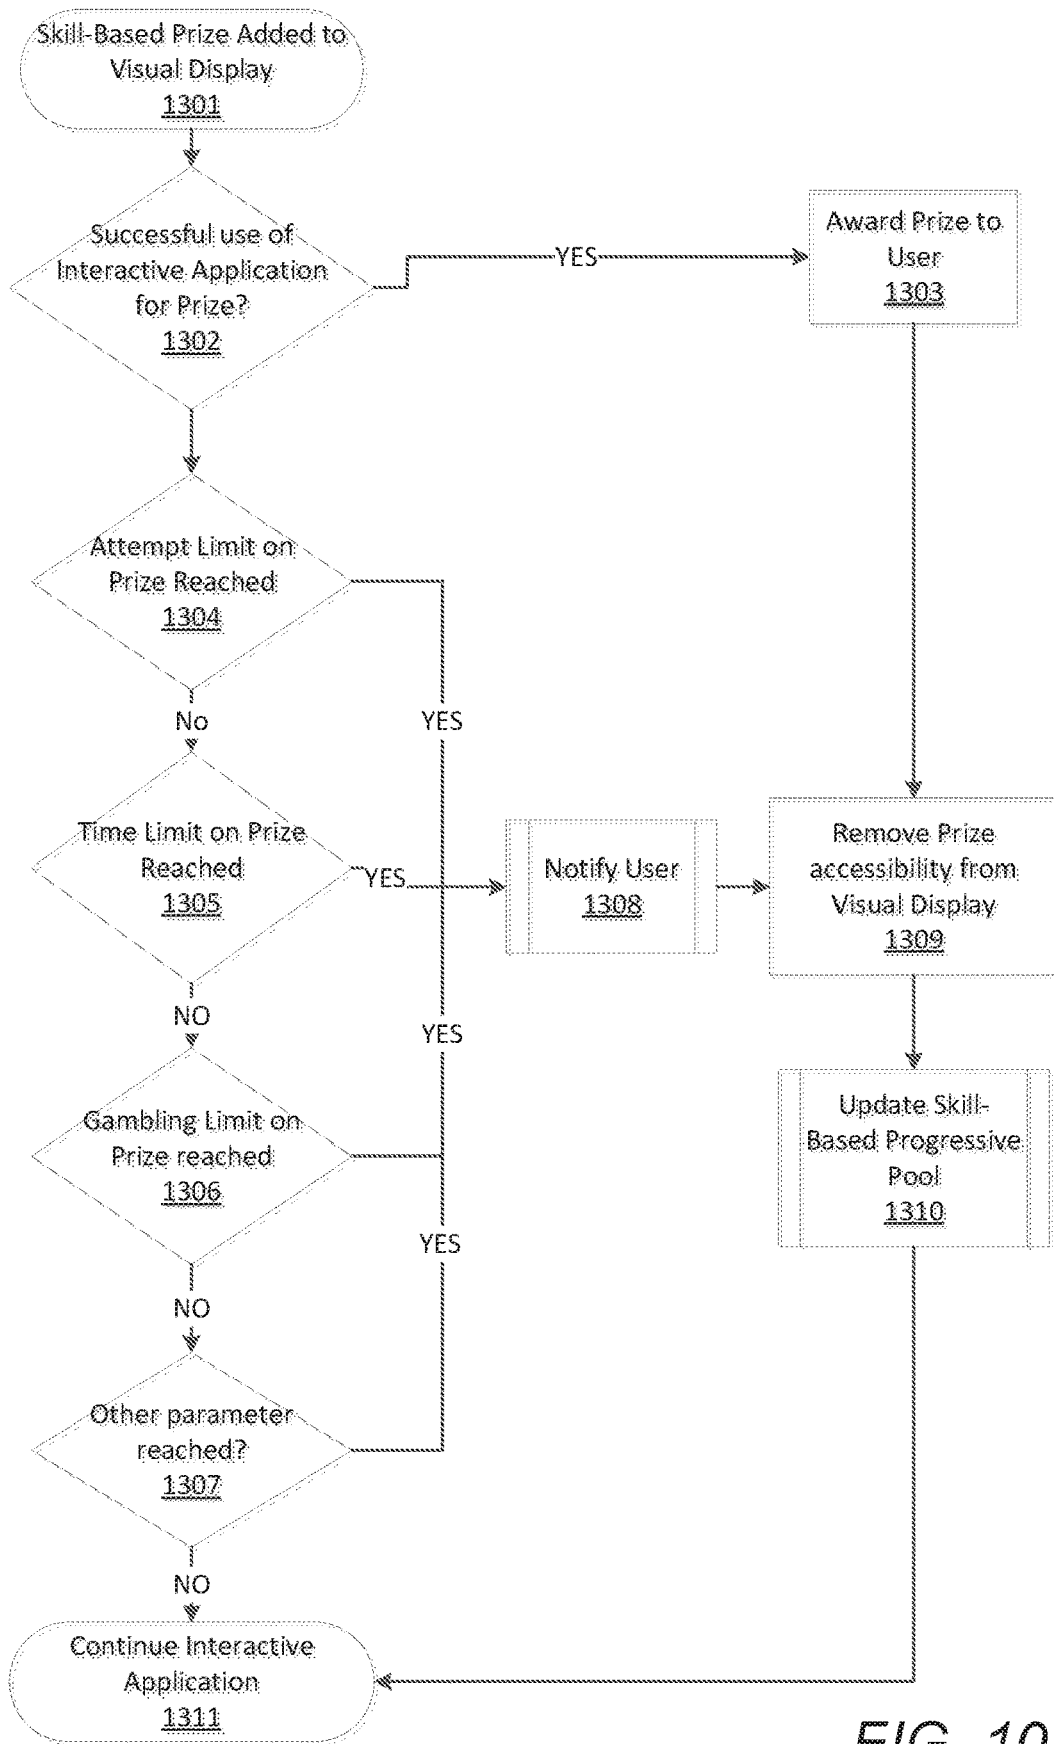 Skill-Based Prize Added to
Visual Display
1301
Successful use of
Interactive Application
for Prize?
1302
YES
Award Prize to
User
1303
Attempt Limit on
Prize Reached
1304
No
YES
Time Limit on Prize
Reached
1305
YES
Notify User
1308
Remove Prize
accessibility from
Visual Display
1309
NO
YES
Gambling Limit on
Prize reached
1306
Update Skill-
Based Progressive
Pool
1310
NO
YES
Other parameter
reached?
1307
NO
Continue Interactive
Application
1311
FIG. 10